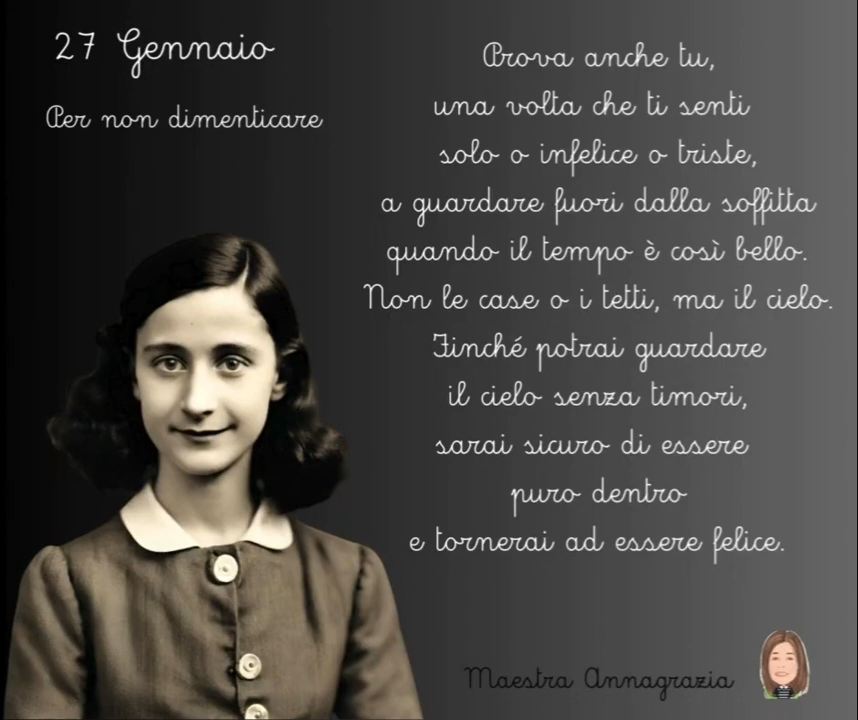 27 Gennaio
Per non dimenticare
Prova anche tu,
una volta che ti senti
solo o infelice o triste,
a guardare fuori dalla soffitta
quando il tempo è così bello.
Non le case o i tetti, ma il cielo.
Finché potrai guardare
il cielo senza timori,
sarai sicuro di essere
puro dentro
e tornerai ad essere felice.
Maestra Annagrazia